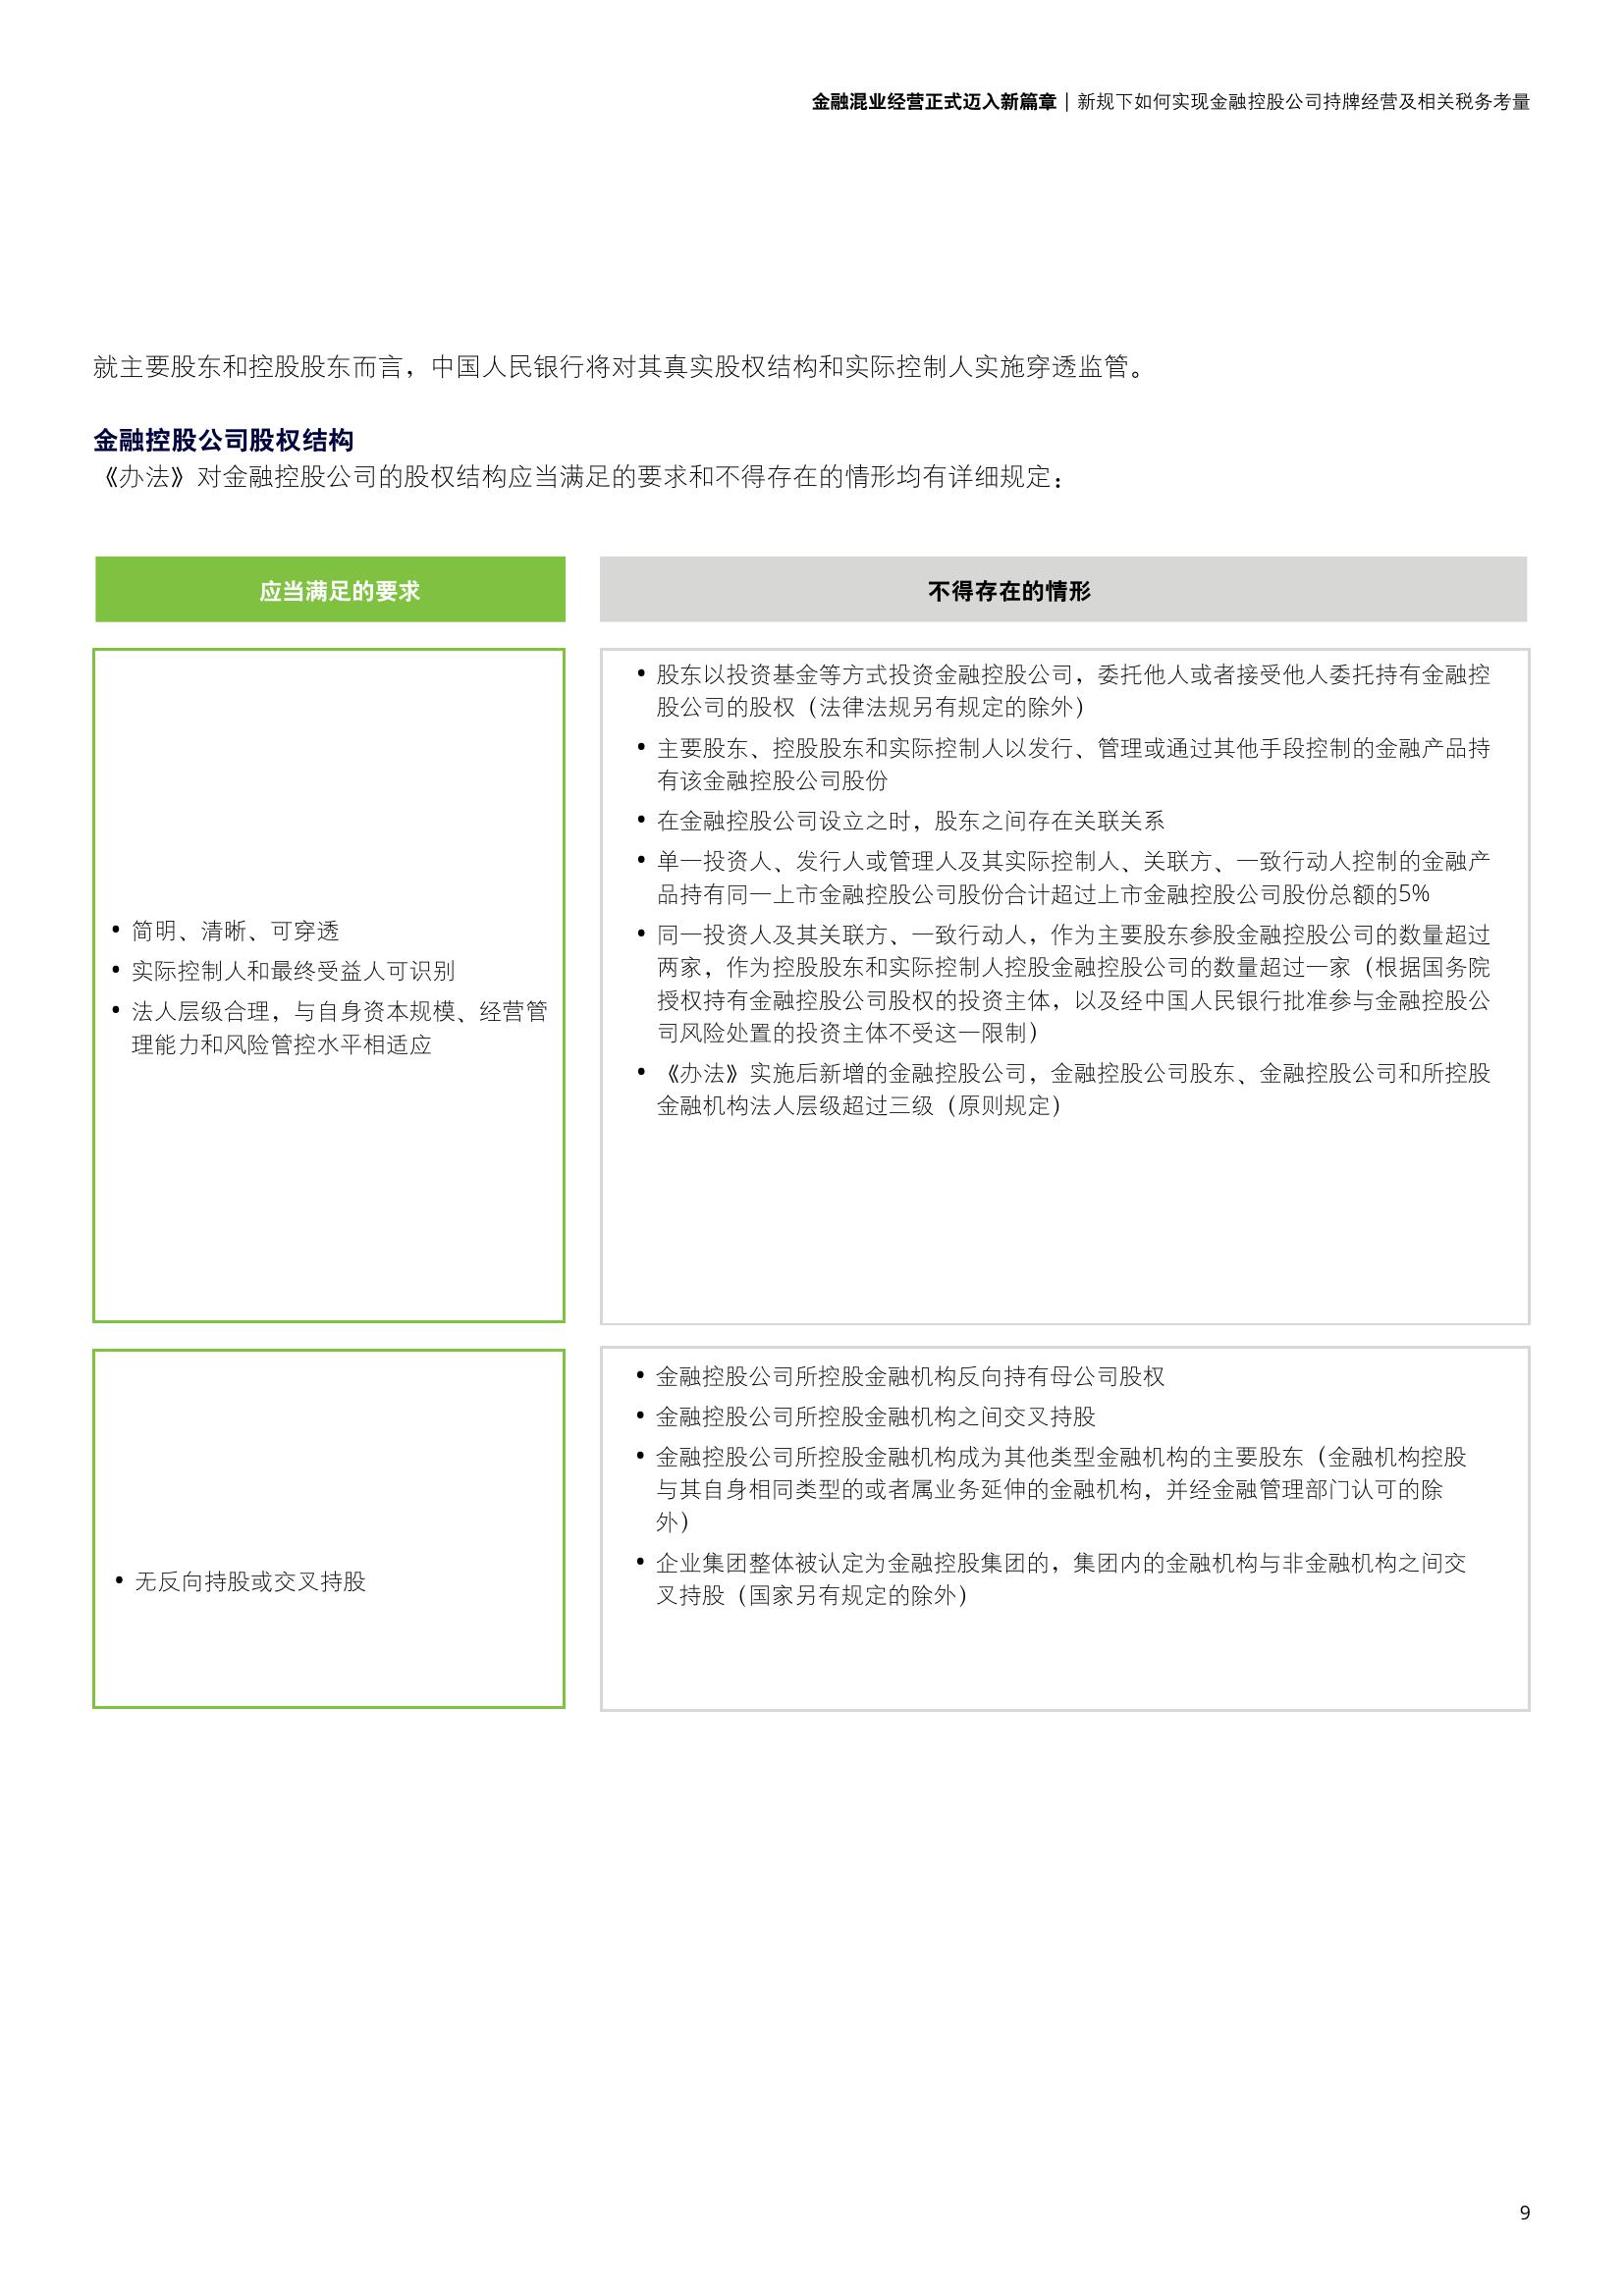 金融混业经营正式迈入新篇章 | 新规下如何实现金融控股公司持牌经营及相关税务考量
就主要股东和控股股东而言，中国人民银行将对其真实股权结构和实际控制人实施穿透监管。
金融控股公司股权结构
《办法》对金融控股公司的股权结构应当满足的要求和不得存在的情形均有详细规定：
应当满足的要求
不得存在的情形
• 简明、清晰、可穿透
• 实际控制人和最终受益人可识别
• 法人层级合理，与自身资本规模、经营管
理能力和风险管控水平相适应
• 股东以投资基金等方式投资金融控股公司，委托他人或者接受他人委托持有金融控
股公司的股权（法律法规另有规定的除外）
• 主要股东、控股股东和实际控制人以发行、管理或通过其他手段控制的金融产品持
有该金融控股公司股份
• 在金融控股公司设立之时，股东之间存在关联关系
• 单一投资人、发行人或管理人及其实际控制人、关联方、一致行动人控制的金融产
品持有同一上市金融控股公司股份合计超过上市金融控股公司股份总额的5%
• 同一投资人及其关联方、一致行动人，作为主要股东参股金融控股公司的数量超过
两家，作为控股股东和实际控制人控股金融控股公司的数量超过一家（根据国务院
授权持有金融控股公司股权的投资主体，以及经中国人民银行批准参与金融控股公
司风险处置的投资主体不受这一限制）
• 《办法》实施后新增的金融控股公司，金融控股公司股东、金融控股公司和所控股
金融机构法人层级超过三级（原则规定）
• 无反向持股或交叉持股
• 金融控股公司所控股金融机构反向持有母公司股权
• 金融控股公司所控股金融机构之间交叉持股
• 金融控股公司所控股金融机构成为其他类型金融机构的主要股东（金融机构控股
与其自身相同类型的或者属业务延伸的金融机构，并经金融管理部门认可的除
外）
• 企业集团整体被认定为金融控股集团的，集团内的金融机构与非金融机构之间交
叉持股（国家另有规定的除外）
9